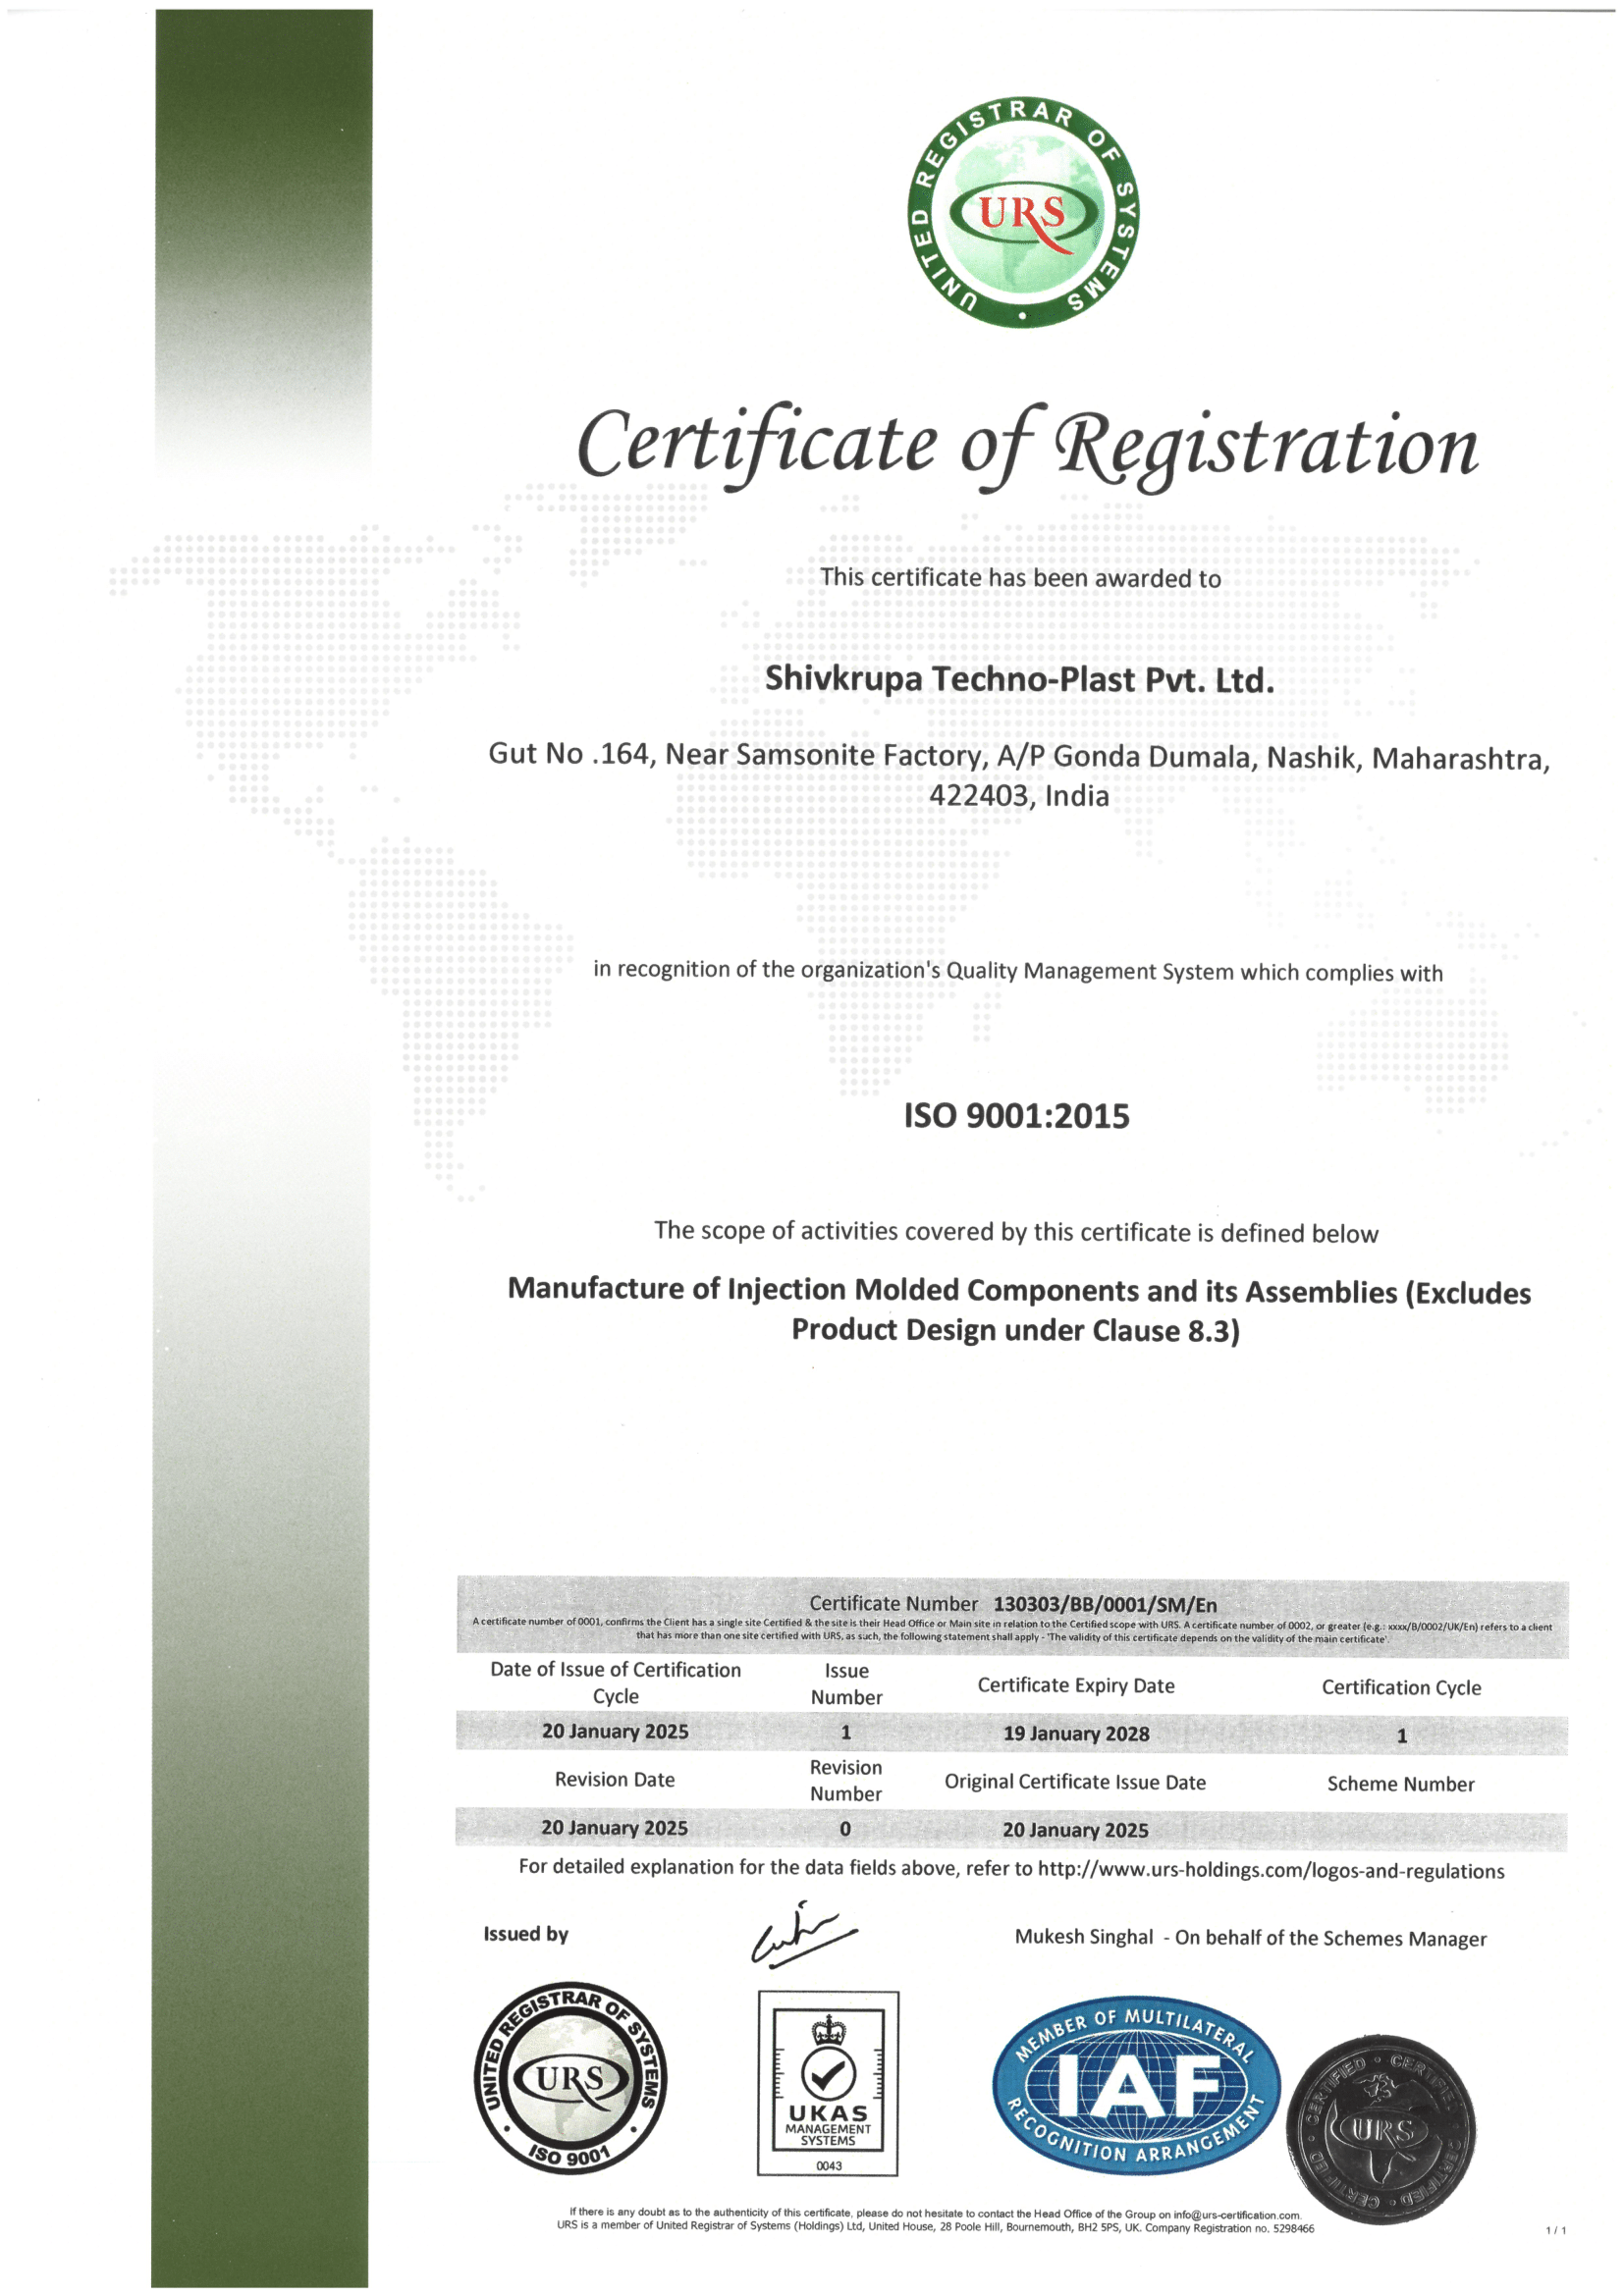 UNITED REGISTRAR OF SYSTEMS
URS
Certificate of Registration
This certificate has been awarded to
Shivkrupa Techno-Plast Pvt. Ltd.
Gut No .164, Near Samsonite Factory, A/P Gonda Dumala, Nashik, Maharashtra,
422403, India
in recognition of the organization's Quality Management System which complies with
ISO 9001:2015
The scope of activities covered by this certificate is defined below
Manufacture of Injection Molded Components and its Assemblies (Excludes
Product Design under Clause 8.3)
Certificate Number 130303/BB/0001/SM/En
A certificate number of 0001, confirms the Client has a single site Certified & the site is their Head Office or Main site in relation to the Certified scope with URS. A certificate number of 0002, or greater (e.g.: xxxx/B/0002/UK/En) refers to a client
that has more than one site certified with URS, as such, the following statement shall apply - 'The validity of this certificate depends on the validity of the main certificate'.
Date of Issue of Certification Cycle
Issue Number
Certificate Expiry Date
Certification Cycle
20 January 2025 1 19 January 2028 1
Revision Date
Revision Number
Original Certificate Issue Date
Scheme Number
20 January 2025 0 20 January 2025
For detailed explanation for the data fields above, refer to http://www.urs-holdings.com/logos-and-regulations
Issued by
Mukesh Singhal - On behalf of the Schemes Manager
UNITED REGISTRAR OF SYSTEMS
URS
ISO 9001
UKAS
MANAGEMENT
SYSTEMS
0043
MEMBER OF MULTILATERAL
IAF
RECOGNITION ARRANGEMENT
CERTIFIED • CERTIFIED • CERTIFIED • CERTIFIED
URS
If there is any doubt as to the authenticity of this certificate, please do not hesitate to contact the Head Office of the Group on info@urs-certification.com.
URS is a member of United Registrar of Systems (Holdings) Ltd, United House, 28 Poole Hill, Bournemouth, BH2 5PS, UK. Company Registration no. 5298466
1 / 1